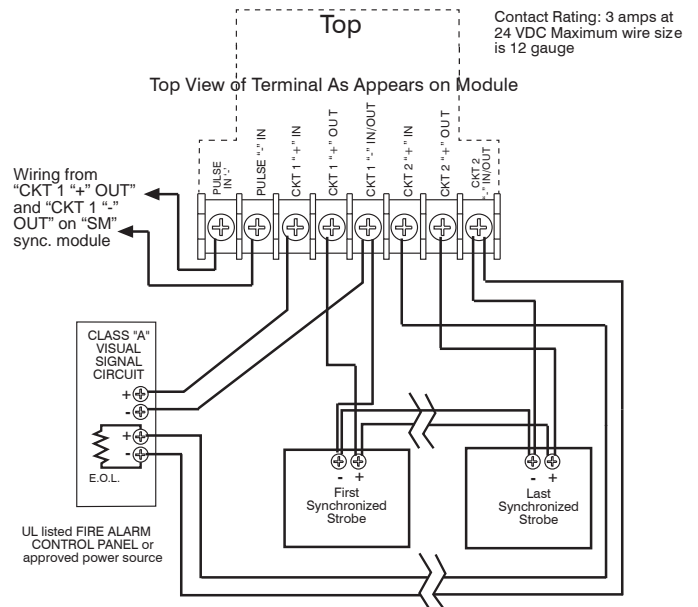 Top
Contact Rating: 3 amps at
24 VDC Maximum wire size
is 12 gauge
Top View of Terminal As Appears on Module
PULSE
IN '-'
PULSE "-" IN
CKT 1 "+" IN
CKT 1 "+" OUT
CKT 1 "-" IN/OUT
CKT 2 "+" IN
CKT 2 "+" OUT
CKT 2
"-" IN/OUT
Wiring from
"CKT 1 "+" OUT"
and "CKT 1 "-"
OUT" on "SM"
sync. module
CLASS "A"
VISUAL
SIGNAL
CIRCUIT
+
-
+
-
E.O.L.
- +
First
Synchronized
Strobe
- +
Last
Synchronized
Strobe
UL listed FIRE ALARM
CONTROL PANEL or
approved power source